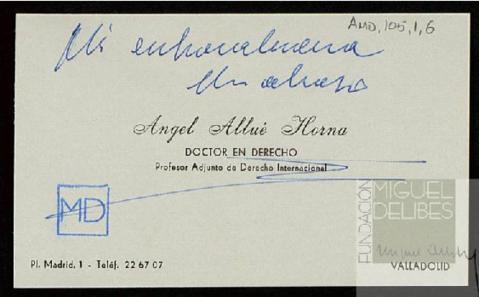 AMD, 105, 1, 6
Mi enhorabuena
Un abrazo
Angel Allué Horna
DOCTOR EN DERECHO
Profesor Adjunto de Derecho Internacional
MD
FUNDACIÓN
MIGUEL
DELIBES
Pl. Madrid, 1 - Teléf. 22 67 07
VALLADOLID